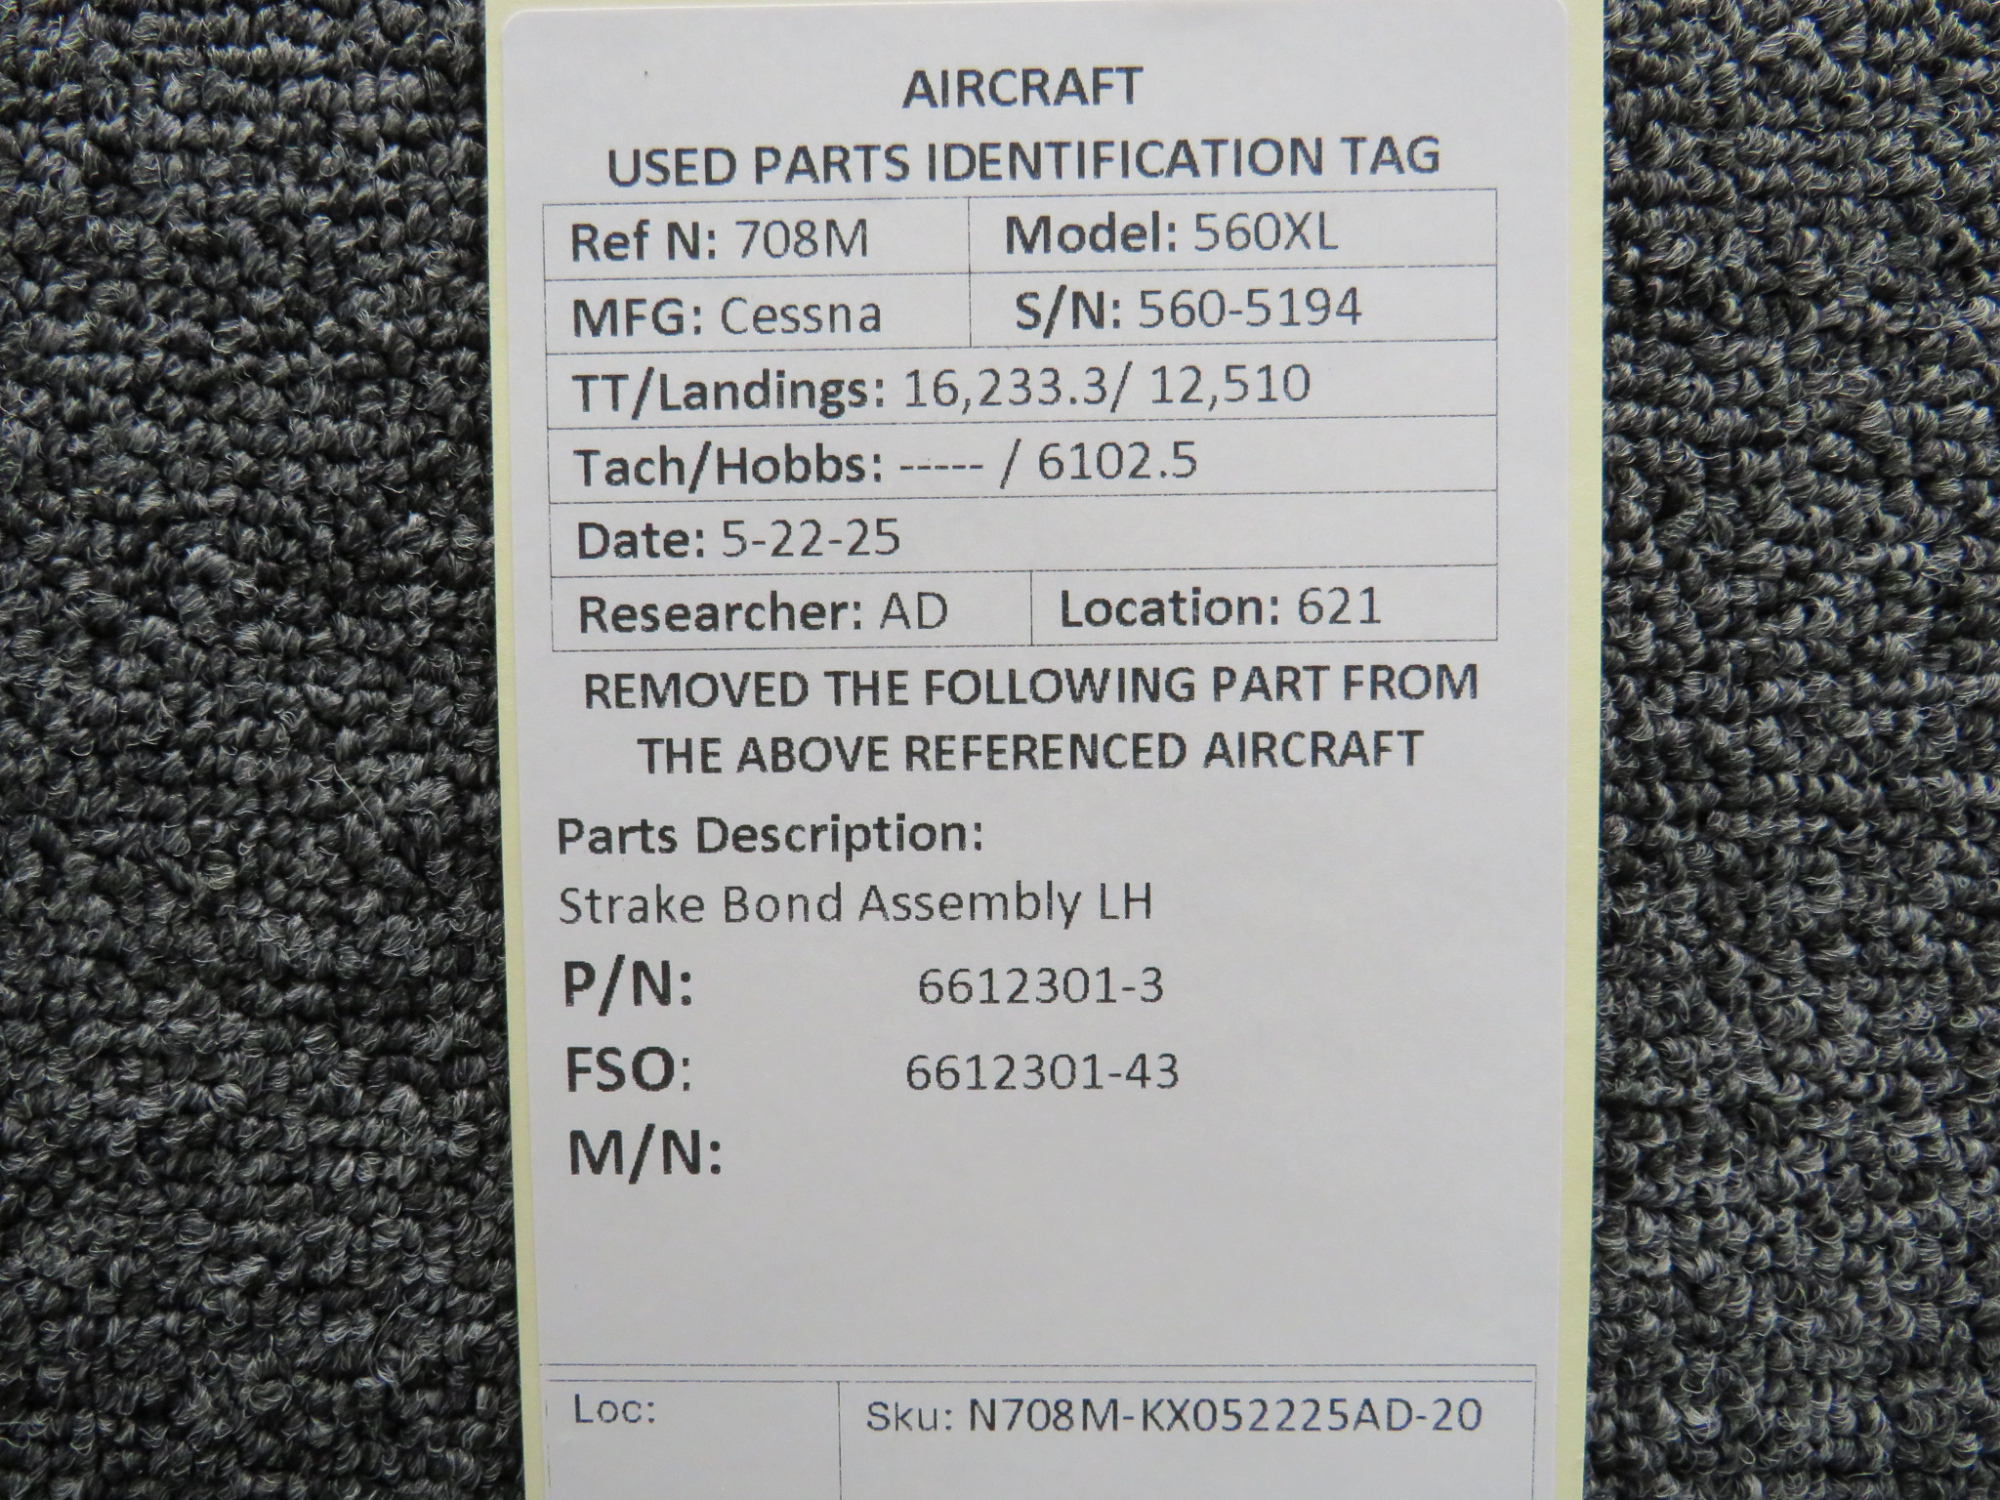 AIRCRAFT
USED PARTS IDENTIFICATION TAG
Ref N: 708M Model: 560XL
MFG: Cessna S/N: 560-5194
TT/Landings: 16,233.3/ 12,510
Tach/Hobbs: ----- / 6102.5
Date: 5-22-25
Researcher: AD Location: 621
REMOVED THE FOLLOWING PART FROM
THE ABOVE REFERENCED AIRCRAFT
Parts Description:
Strake Bond Assembly LH
P/N: 6612301-3
FSO: 6612301-43
M/N:
Loc: Sku: N708M-KX052225AD-20